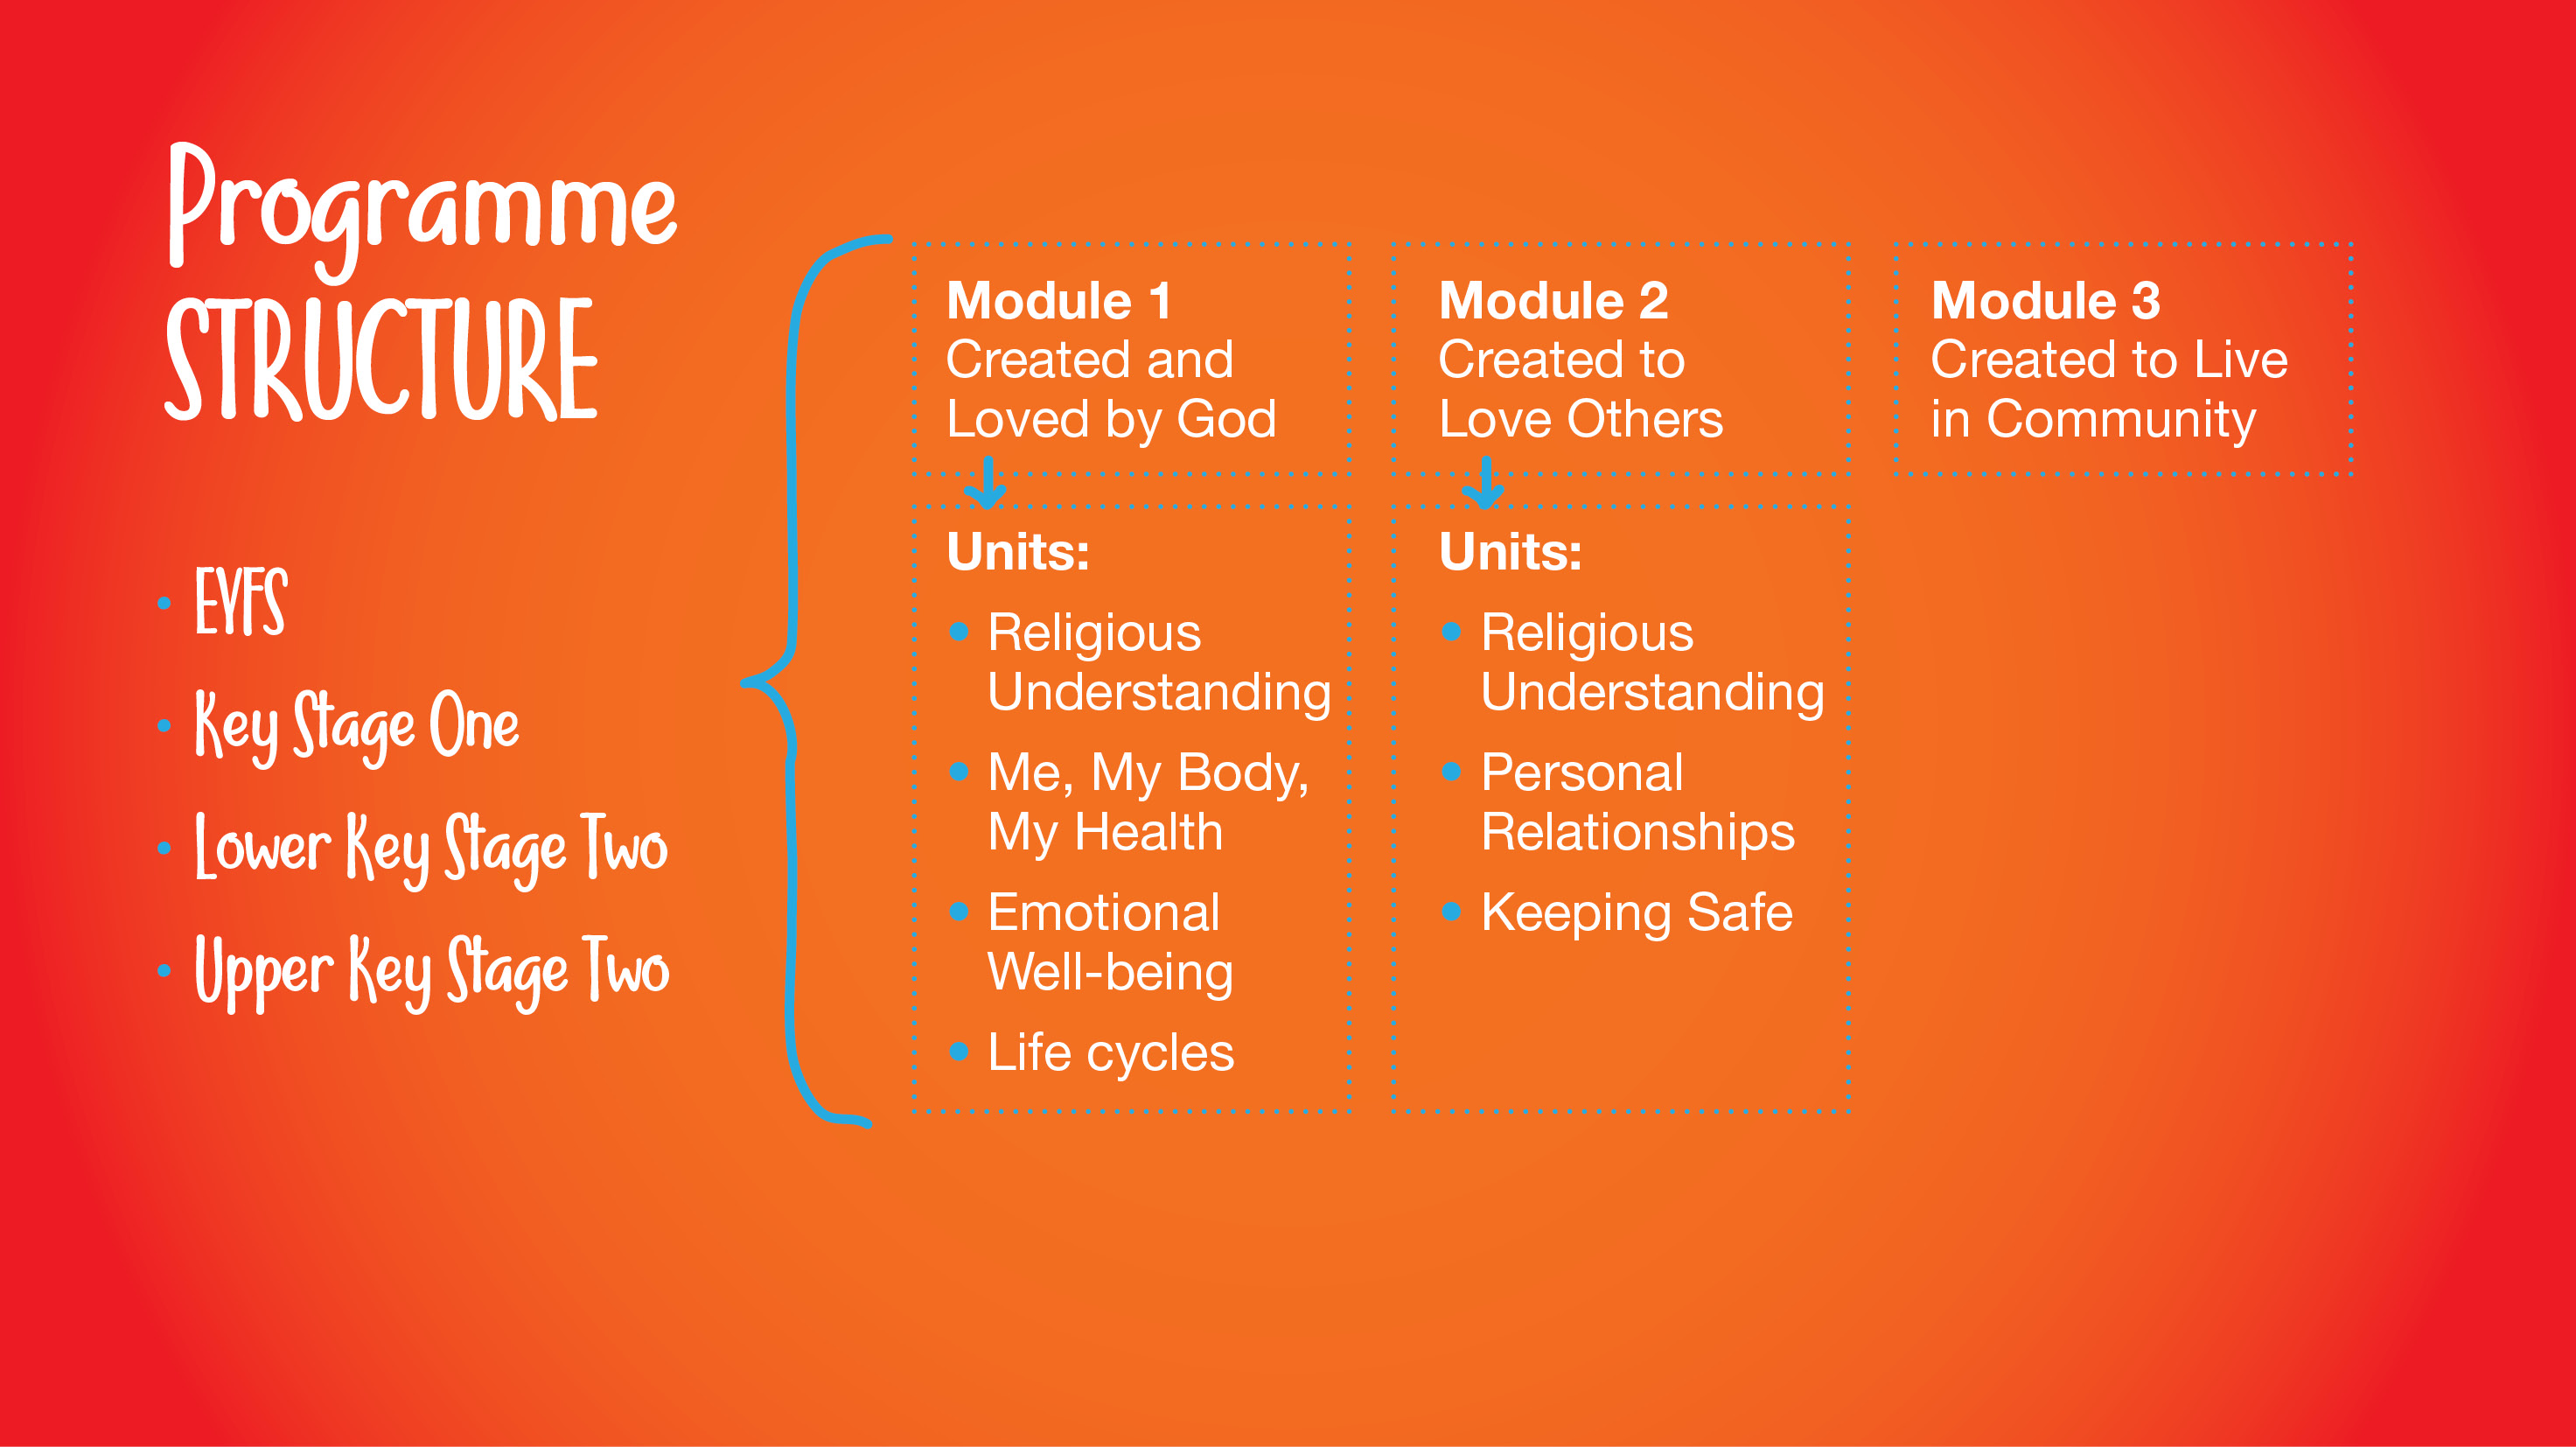 Programme
STRUCTURE
• EYFS
• Key Stage One
• Lower Key Stage Two
• Upper Key Stage Two
Module 1
Created and
Loved by God
Units:
• Religious
Understanding
• Me, My Body,
My Health
• Emotional
Well-being
• Life cycles
Module 2
Created to
Love Others
Units:
• Religious
Understanding
• Personal
Relationships
• Keeping Safe
Module 3
Created to Live
in Community